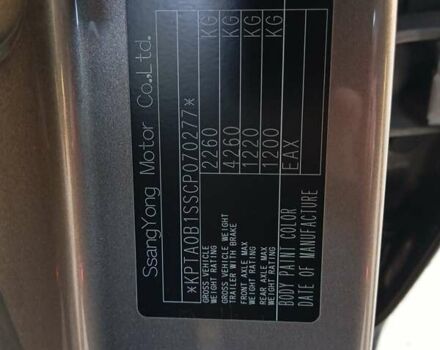 SsangYong Motor Co.,Ltd.
*KPTA0B1SSCP070277*
GROSS VEHICLE WEIGHT RATING 2260 KG
GROSS VEHICLE WEIGHT TRAILER WITH BRAKE 4260 KG
FRONT AXLE MAX WEIGHT RATING 1220 KG
REAR AXLE MAX WEIGHT RATING 1200 KG
BODY PAINT COLOR EAX
DATE OF MANUFACTURE